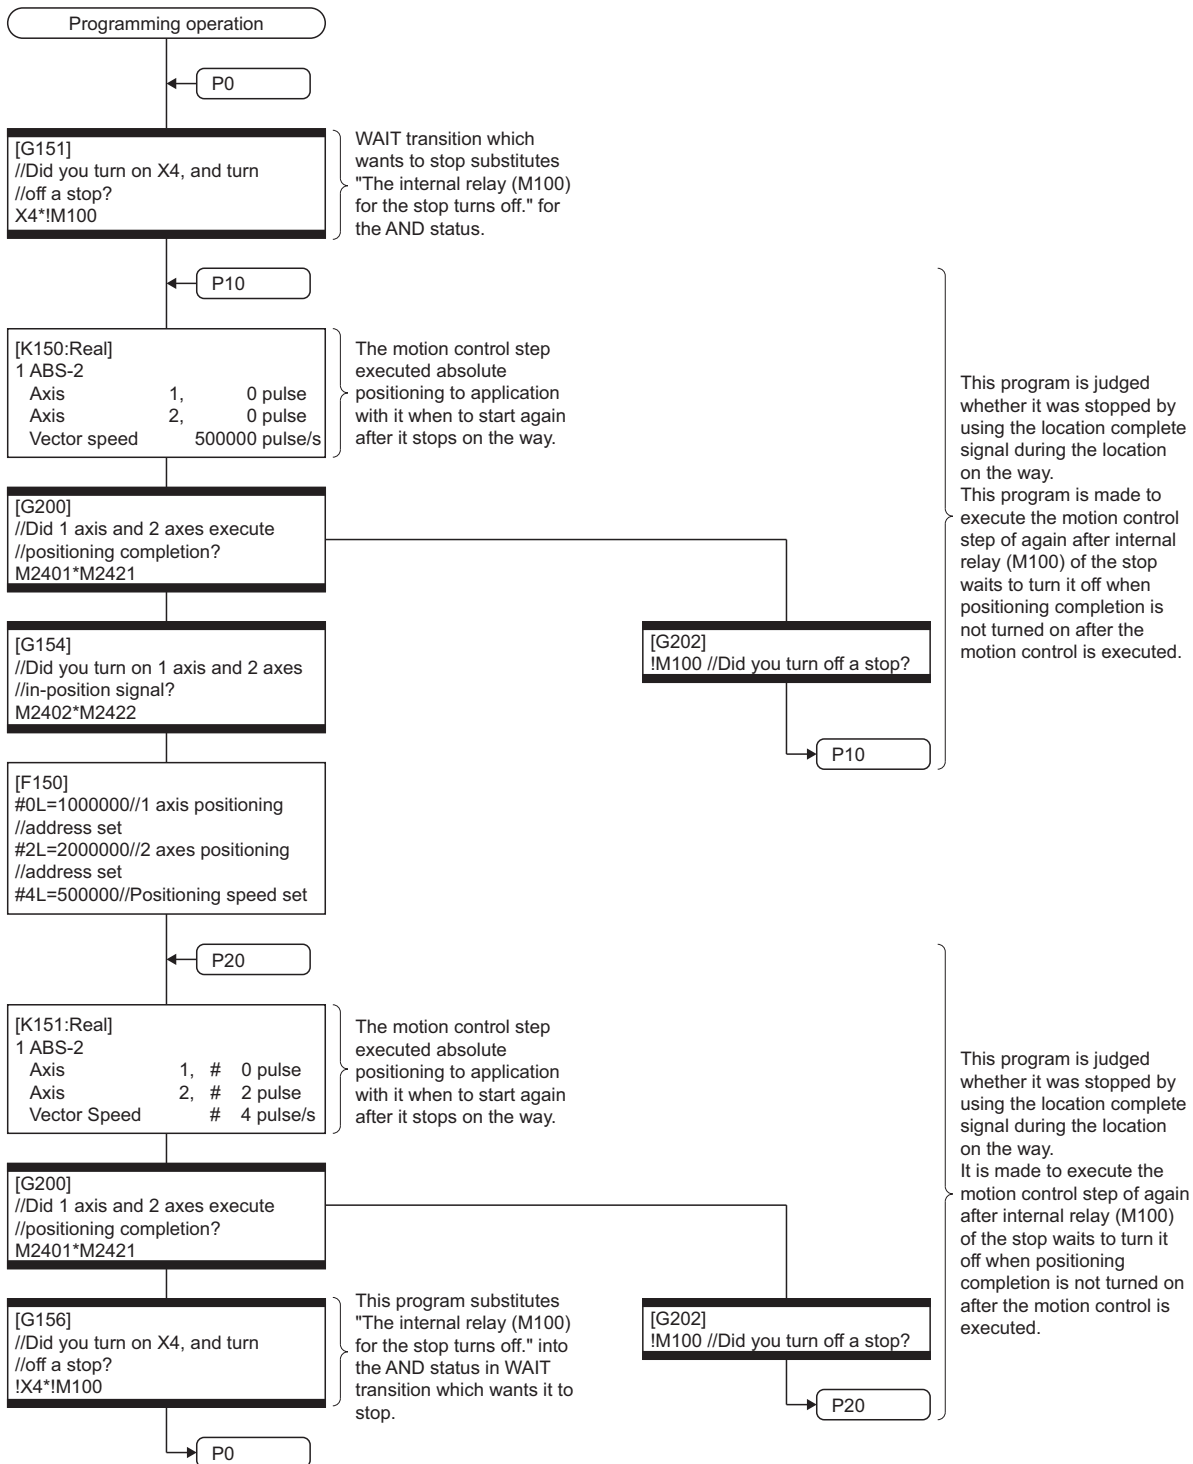 Programming operation
P0
[G151]
//Did you turn on X4, and turn
//off a stop?
X4*!M100
WAIT transition which
wants to stop substitutes
"The internal relay (M100)
for the stop turns off." for
the AND status.
P10
[K150:Real]
1 ABS-2
Axis 1, 0 pulse
Axis 2, 0 pulse
Vector speed 500000 pulse/s
The motion control step
executed absolute
positioning to application
with it when to start again
after it stops on the way.
[G200]
//Did 1 axis and 2 axes execute
//positioning completion?
M2401*M2421
[G154]
//Did you turn on 1 axis and 2 axes
//in-position signal?
M2402*M2422
[G202]
!M100 //Did you turn off a stop?
P10
This program is judged
whether it was stopped by
using the location complete
signal during the location
on the way.
This program is made to
execute the motion control
step of again after internal
relay (M100) of the stop
waits to turn it off when
positioning completion is
not turned on after the
motion control is executed.
[F150]
#0L=1000000//1 axis positioning
//address set
#2L=2000000//2 axes positioning
//address set
#4L=500000//Positioning speed set
P20
[K151:Real]
1 ABS-2
Axis 1, # 0 pulse
Axis 2, # 2 pulse
Vector Speed # 4 pulse/s
The motion control step
executed absolute
positioning to application
with it when to start again
after it stops on the way.
[G200]
//Did 1 axis and 2 axes execute
//positioning completion?
M2401*M2421
[G156]
//Did you turn on X4, and turn
//off a stop?
!X4*!M100
This program substitutes
"The internal relay (M100)
for the stop turns off." into
the AND status in WAIT
transition which wants it to
stop.
P0
[G202]
!M100 //Did you turn off a stop?
P20
This program is judged
whether it was stopped by
using the location complete
signal during the location
on the way.
It is made to execute the
motion control step of again
after internal relay (M100)
of the stop waits to turn it
off when positioning
completion is not turned on
after the motion control is
executed.